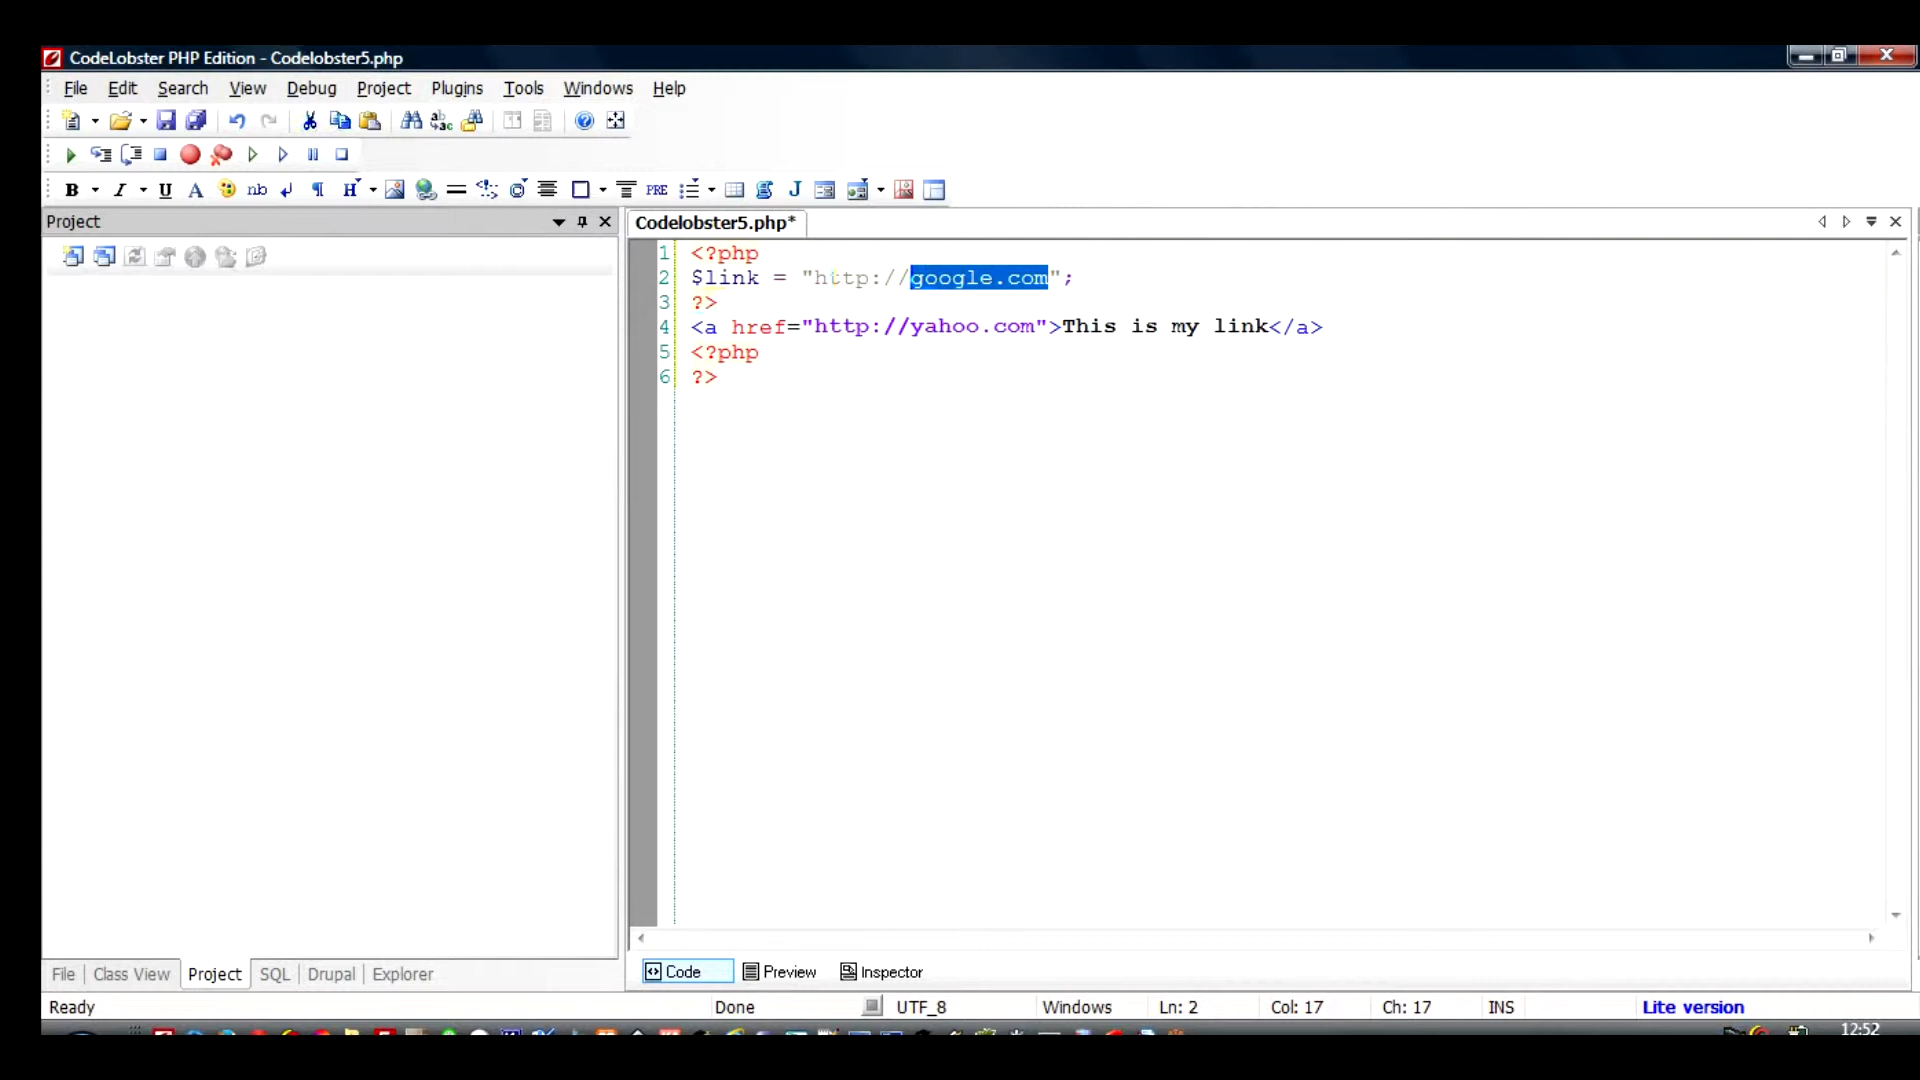 CodeLobster PHP Edition - Codelobster5.php
File Edit Search View Debug Project Plugins Tools Windows Help
B I U A nb H PRE J
Project
Codelobster5.php*
1 <?php
2 $link = "http://google.com";
3 ?>
4 <a href="http://yahoo.com">This is my link</a>
5 <?php
6 ?>
File Class View Project SQL Drupal Explorer
Code Preview Inspector
Ready Done UTF_8 Windows Ln: 2 Col: 17 Ch: 17 INS Lite version
12:52